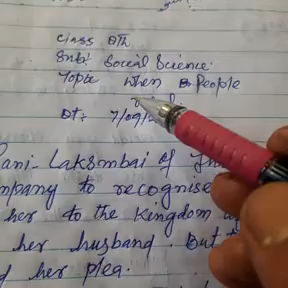 Class 8Th
Sub: Social Science
Topic When People
Dt: 7/09/
Rani Laksmbai of
mpany to recognise
her to the Kingdom
her husband. But
her plea.